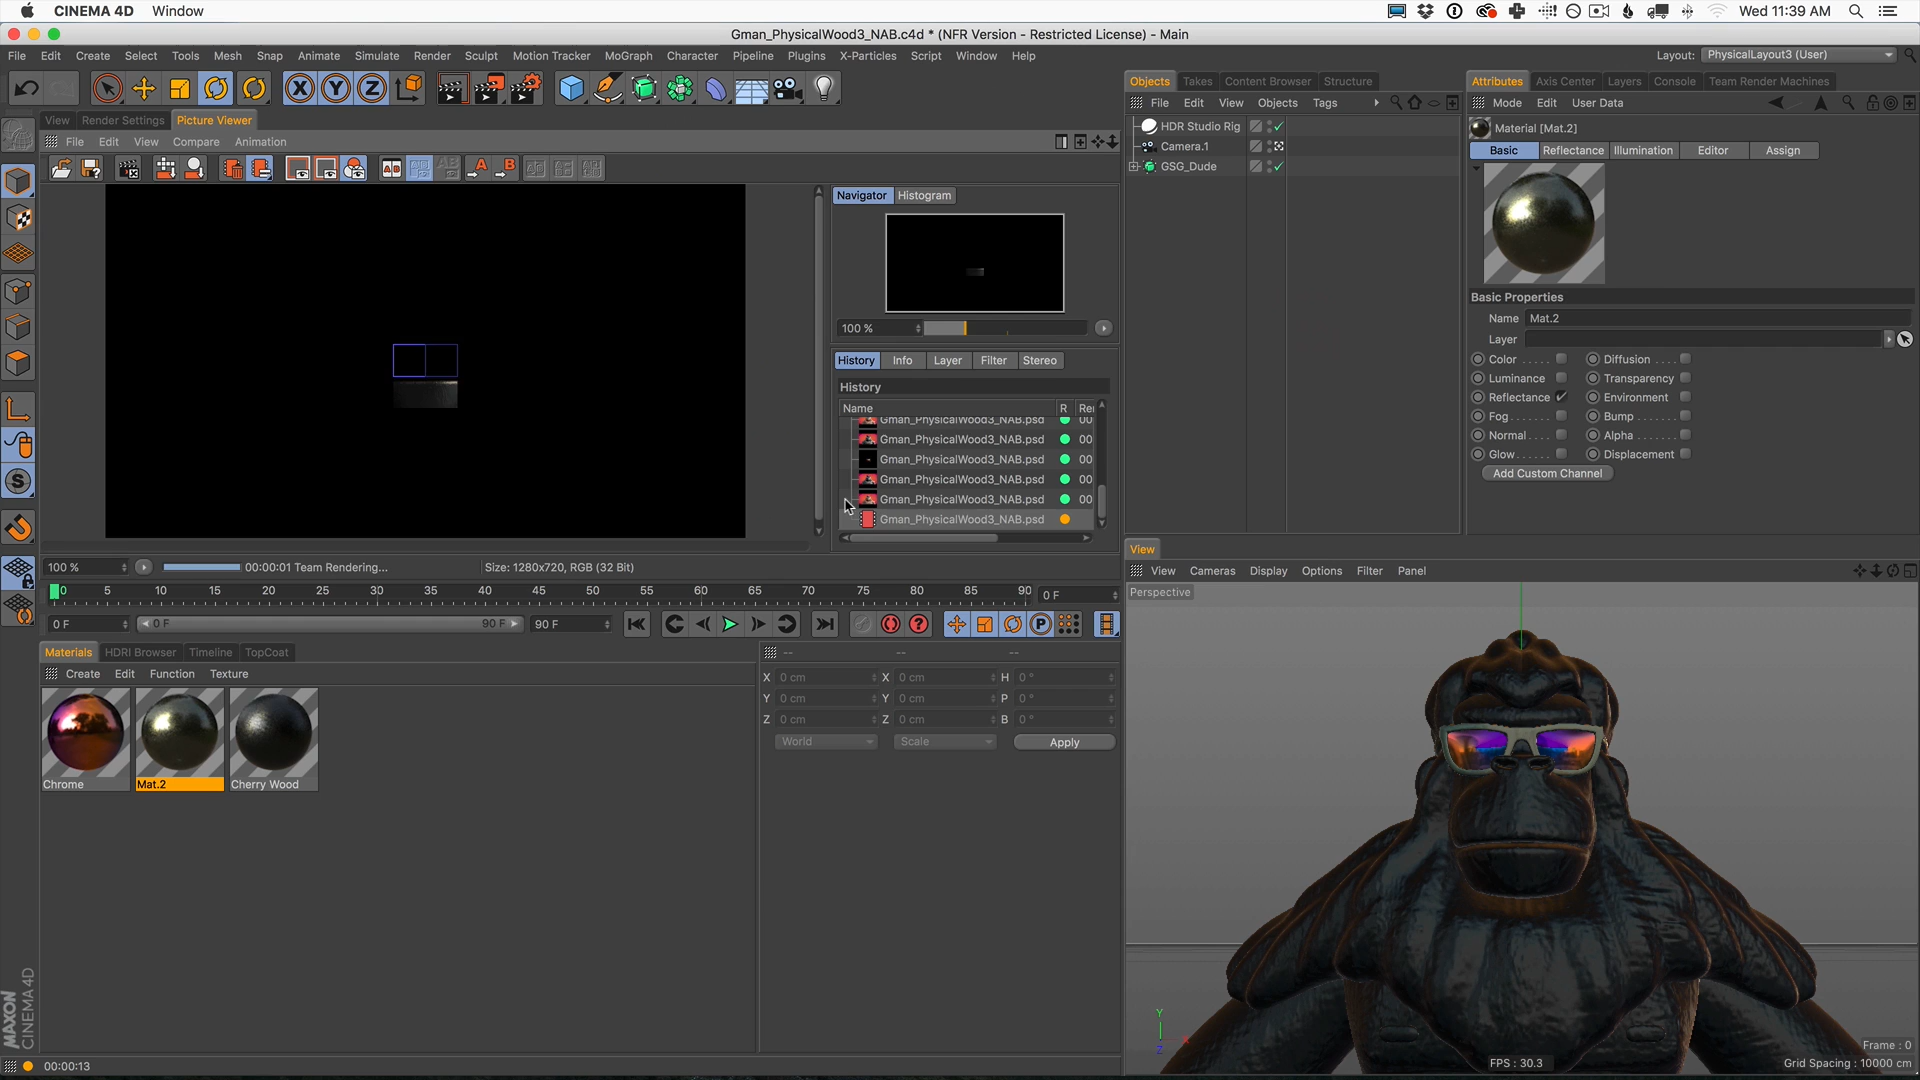 CINEMA 4D Window Wed 11:39 AM
Gman_PhysicalWood3_NAB.c4d * (NFR Version - Restricted License) - Main
File Edit Create Select Tools Mesh Snap Animate Simulate Render Sculpt Motion Tracker MoGraph Character Pipeline Plugins X-Particles Script Window Help Layout: PhysicalLayout3 (User)
X Y Z
View Render Settings Picture Viewer
File Edit View Compare Animation
A B
Navigator Histogram
100 %
History Info Layer Filter Stereo
History
Name R Re
Gman_PhysicalWood3_NAB.psd 00
Gman_PhysicalWood3_NAB.psd 00
Gman_PhysicalWood3_NAB.psd 00
Gman_PhysicalWood3_NAB.psd 00
Gman_PhysicalWood3_NAB.psd 00
Gman_PhysicalWood3_NAB.psd
100 % 00:00:01 Team Rendering... Size: 1280x720, RGB (32 Bit)
0 5 10 15 20 25 30 35 40 45 50 55 60 65 70 75 80 85 90 0 F
0 F 0 F 90 F 90 F
Materials HDRI Browser Timeline TopCoat
Create Edit Function Texture
Chrome Mat.2 Cherry Wood
-- -- --
X 0 cm X 0 cm H 0 °
Y 0 cm Y 0 cm P 0 °
Z 0 cm Z 0 cm B 0 °
World Scale Apply
MAXON
CINEMA 4D
00:00:13
Objects Takes Content Browser Structure
File Edit View Objects Tags
HDR Studio Rig
Camera.1
GSG_Dude
Attributes Axis Center Layers Console Team Render Machines
Mode Edit User Data
Material [Mat.2]
Basic Reflectance Illumination Editor Assign
Basic Properties
Name Mat.2
Layer
Color Diffusion
Luminance Transparency
Reflectance Environment
Fog Bump
Normal Alpha
Glow Displacement
Add Custom Channel
View
View Cameras Display Options Filter Panel
Perspective
Y
X
Z
FPS : 30.3
Frame : 0
Grid Spacing : 10000 cm